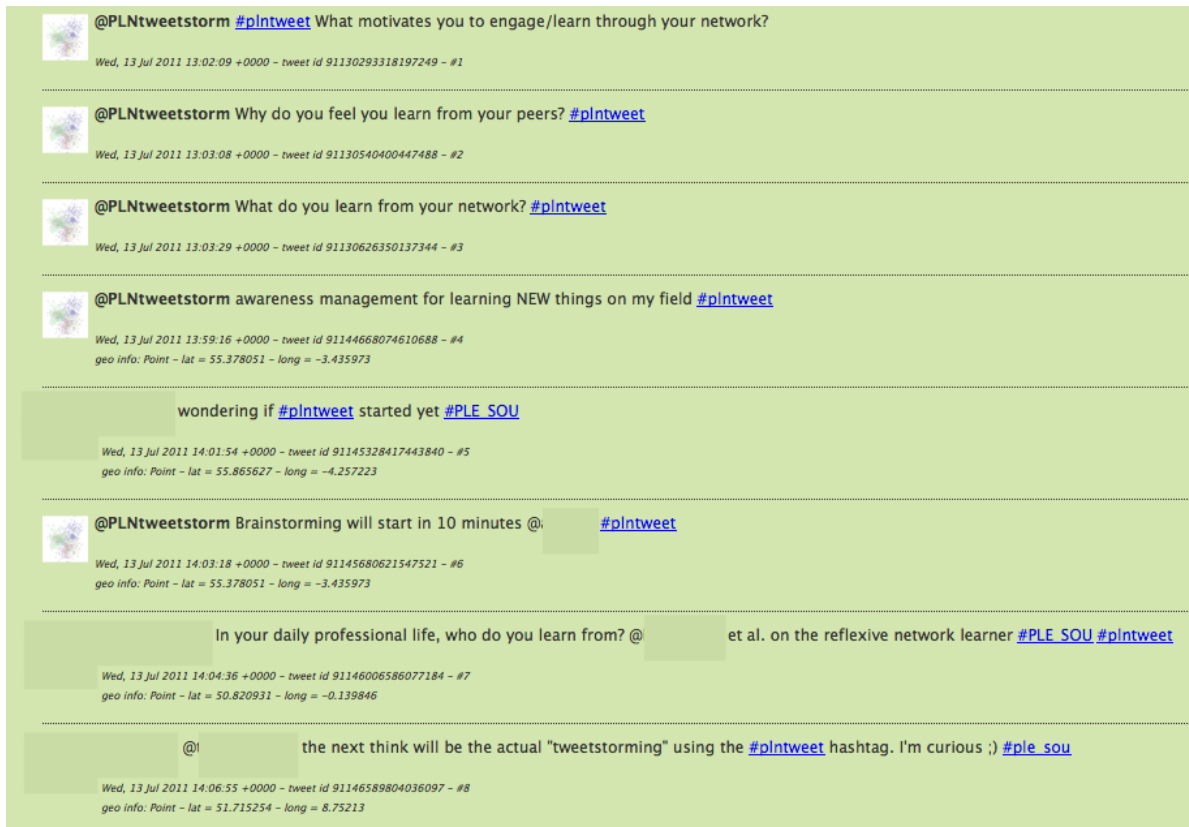 @PLNtweetstorm #plntweet What motivates you to engage/learn through your network?
Wed, 13 Jul 2011 13:02:09 +0000 – tweet id 91130293318197249 – #1
@PLNtweetstorm Why do you feel you learn from your peers? #plntweet
Wed, 13 Jul 2011 13:03:08 +0000 – tweet id 91130540400447488 – #2
@PLNtweetstorm What do you learn from your network? #plntweet
Wed, 13 Jul 2011 13:03:29 +0000 – tweet id 91130626350137344 – #3
@PLNtweetstorm awareness management for learning NEW things on my field #plntweet
Wed, 13 Jul 2011 13:59:16 +0000 – tweet id 91144668074610688 – #4
geo info: Point – lat = 55.378051 – long = –3.435973
wondering if #plntweet started yet #PLE_SOU
Wed, 13 Jul 2011 14:01:54 +0000 – tweet id 91145328417443840 – #5
geo info: Point – lat = 55.865627 – long = –4.257223
@PLNtweetstorm Brainstorming will start in 10 minutes @ #plntweet
Wed, 13 Jul 2011 14:03:18 +0000 – tweet id 91145680621547521 – #6
geo info: Point – lat = 55.378051 – long = –3.435973
In your daily professional life, who do you learn from? @ et al. on the reflexive network learner #PLE_SOU #plntweet
Wed, 13 Jul 2011 14:04:36 +0000 – tweet id 91146006586077184 – #7
geo info: Point – lat = 50.820931 – long = –0.139846
@t the next think will be the actual "tweetstorming" using the #plntweet hashtag. I'm curious ;) #ple_sou
Wed, 13 Jul 2011 14:06:55 +0000 – tweet id 91146589804036097 – #8
geo info: Point – lat = 51.715254 – long = 8.75213